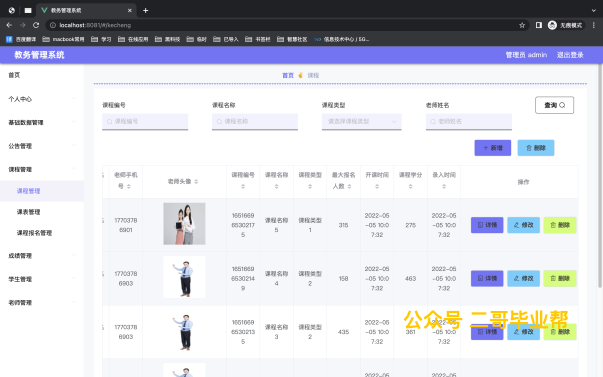 教务管理系统
localhost:8081/#/kecheng
无痕模式
百度翻译 macbook常用 学习 在线应用 黑科技 临时 已导入 书签栏 智慧社区 信息技术中心 / 5G...
教务管理系统 管理员 admin 退出登录
首页 课程
首页
个人中心
基础数据管理
公告管理
课程管理
课程管理
课表管理
课程报名管理
成绩管理
学生管理
老师管理
课程编号 课程名称 课程类型 老师姓名
课程编号 课程名称 请选择课程类型 老师姓名
查询
+ 新增 删除
老师手机号 老师头像 课程编号 课程名称 课程类型 最大报名人数 开课时间 课程学分 录入时间 操作
17703786901 165166965302175 课程名称5 课程类型1 315 2022-05-05 10:07:32 275 2022-05-05 10:07:32 详情 修改 删除
17703786903 165166965302149 课程名称4 课程类型2 158 2022-05-05 10:07:32 463 2022-05-05 10:07:32 详情 修改 删除
17703786903 165166965302135 课程名称3 课程类型2 435 2022-05-05 10:07:32 361 2022-05-05 10:07:32 详情 修改 删除
公众号 二哥毕业帮
2022-05 2022-05